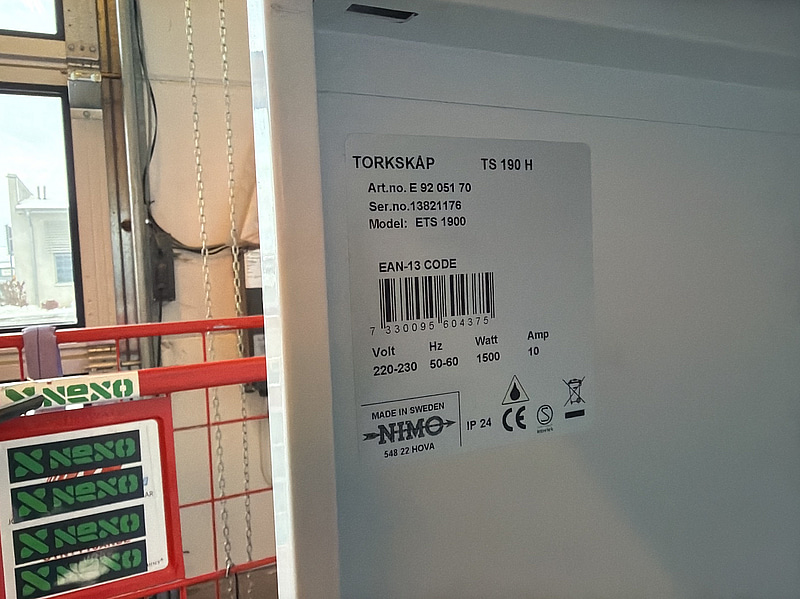 TORKSKÅP TS 190 H
Art.no. E 92 051 70
Ser.no.13821176
Model: ETS 1900
EAN-13 CODE
7 330095 604375
Volt Hz Watt Amp
220-230 50-60 1500 10
MADE IN SWEDEN
NIMO
548 22 HOVA
IP 24 CE
NEXO
NEXO
NEXO
NEXO
NEXO